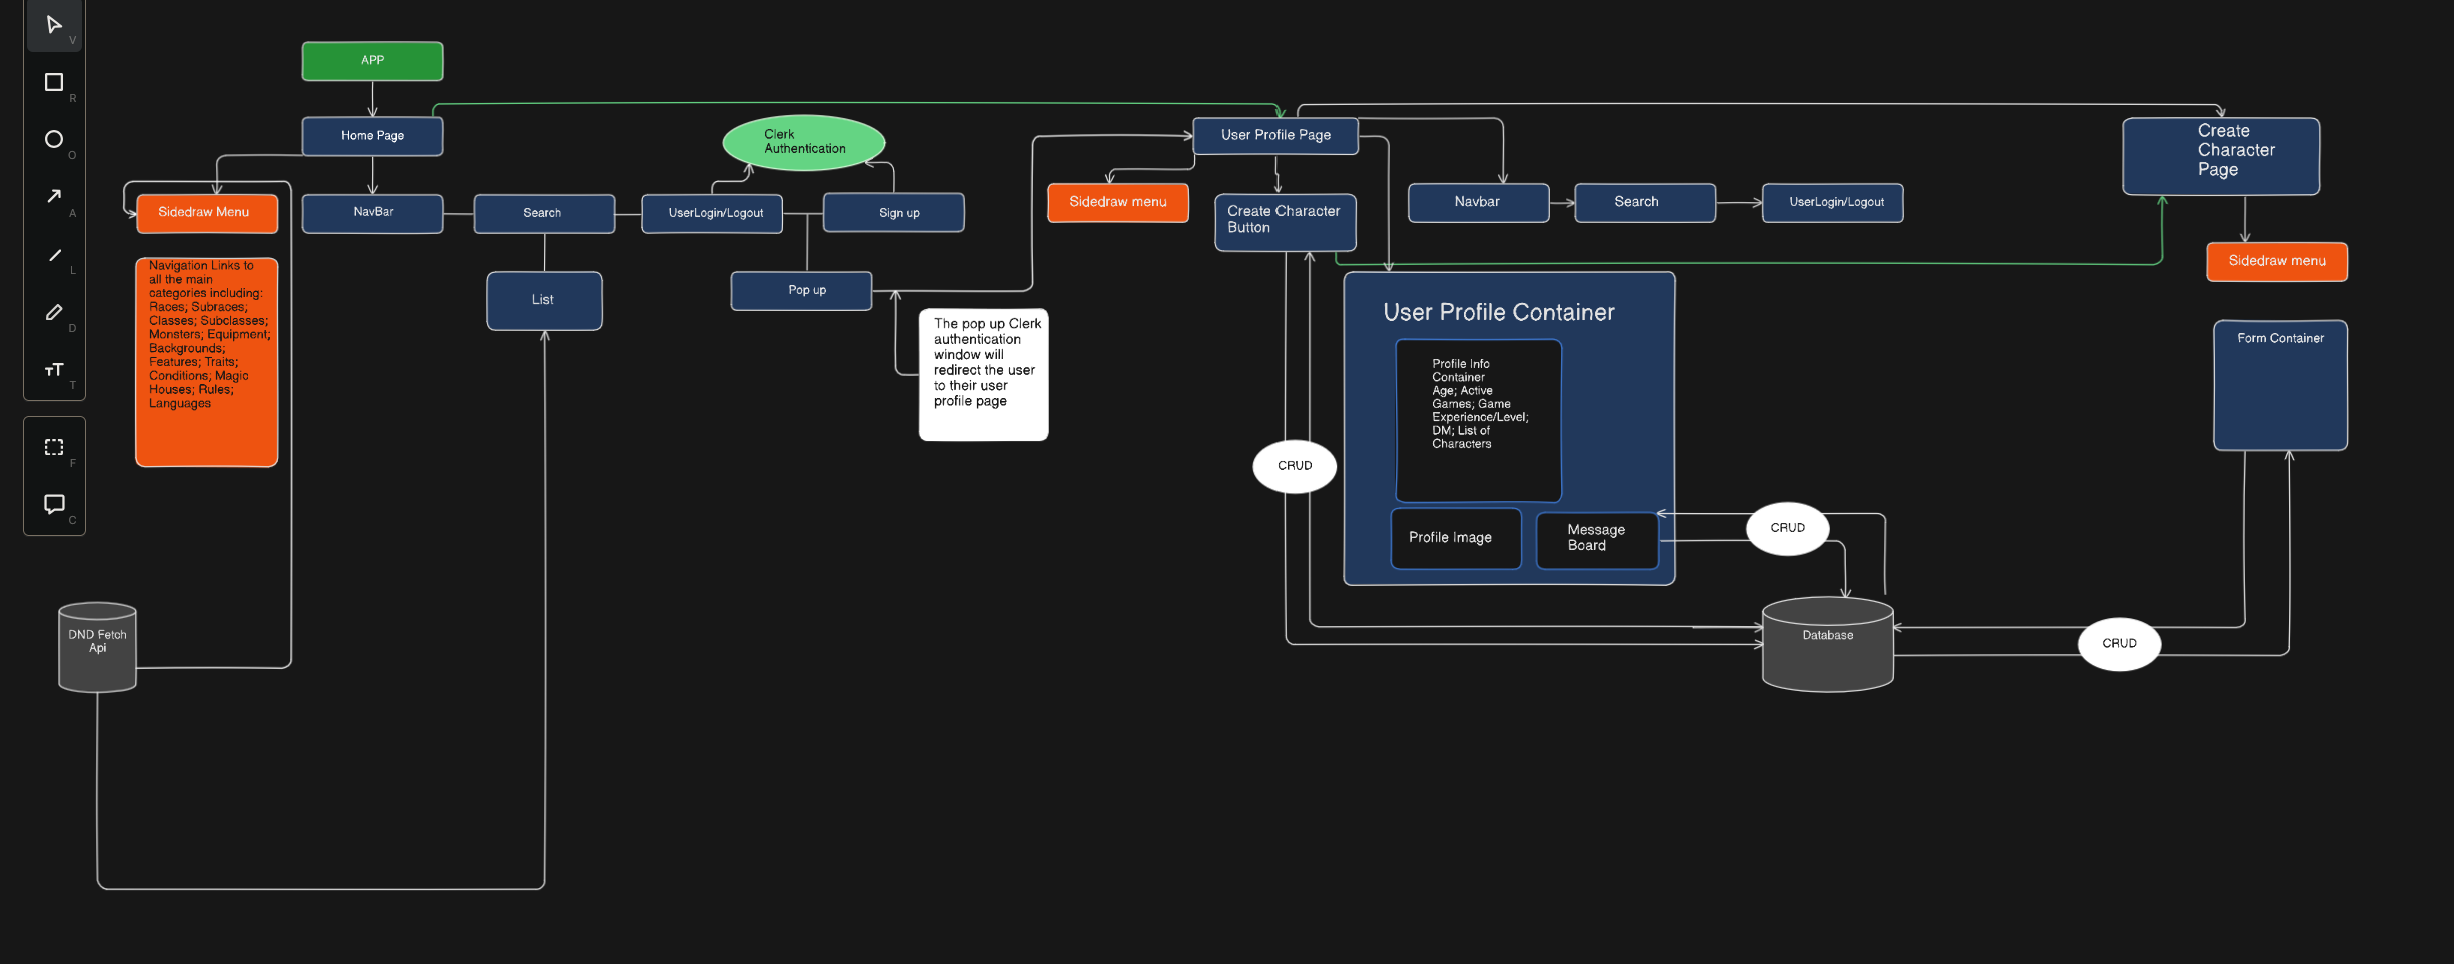 V
R
O
A
L
D
T
F
C
APP
Home Page
Clerk
Authentication
User Profile Page
Create
Character
Page
Sidedraw Menu
NavBar
Search
UserLogin/Logout
Sign up
Sidedraw menu
Create Character
Button
Navbar
Search
UserLogin/Logout
Sidedraw menu
Navigation Links to
all the main
categories including:
Races; Subraces;
Classes; Subclasses;
Monsters; Equipment;
Backgrounds;
Features; Traits;
Conditions; Magic
Houses; Rules;
Languages
List
Pop up
The pop up Clerk
authentication
window will
redirect the user
to their user
profile page
User Profile Container
Profile Info
Container
Age; Active
Games; Game
Experience/Level;
DM; List of
Characters
Profile Image
Message
Board
Form Container
CRUD
CRUD
CRUD
DND Fetch
Api
Database